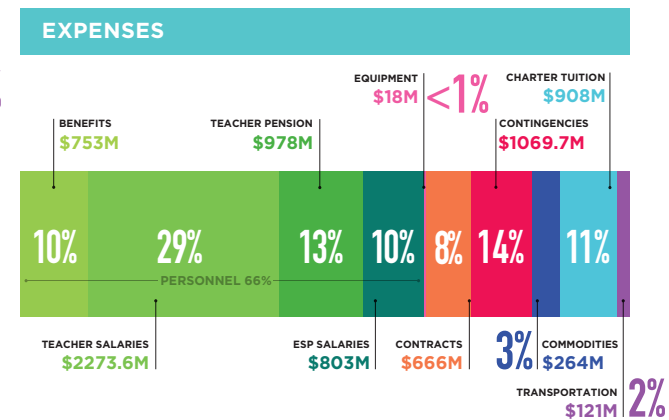 EXPENSES
EQUIPMENT
$18M
<1%
CHARTER TUITION
$908M
BENEFITS
$753M
TEACHER PENSION
$978M
CONTINGENCIES
$1069.7M
10%
29%
13%
10%
8%
14%
11%
PERSONNEL 66%
TEACHER SALARIES
$2273.6M
ESP SALARIES
$803M
CONTRACTS
$666M
3%
COMMODITIES
$264M
TRANSPORTATION
$121M
2%